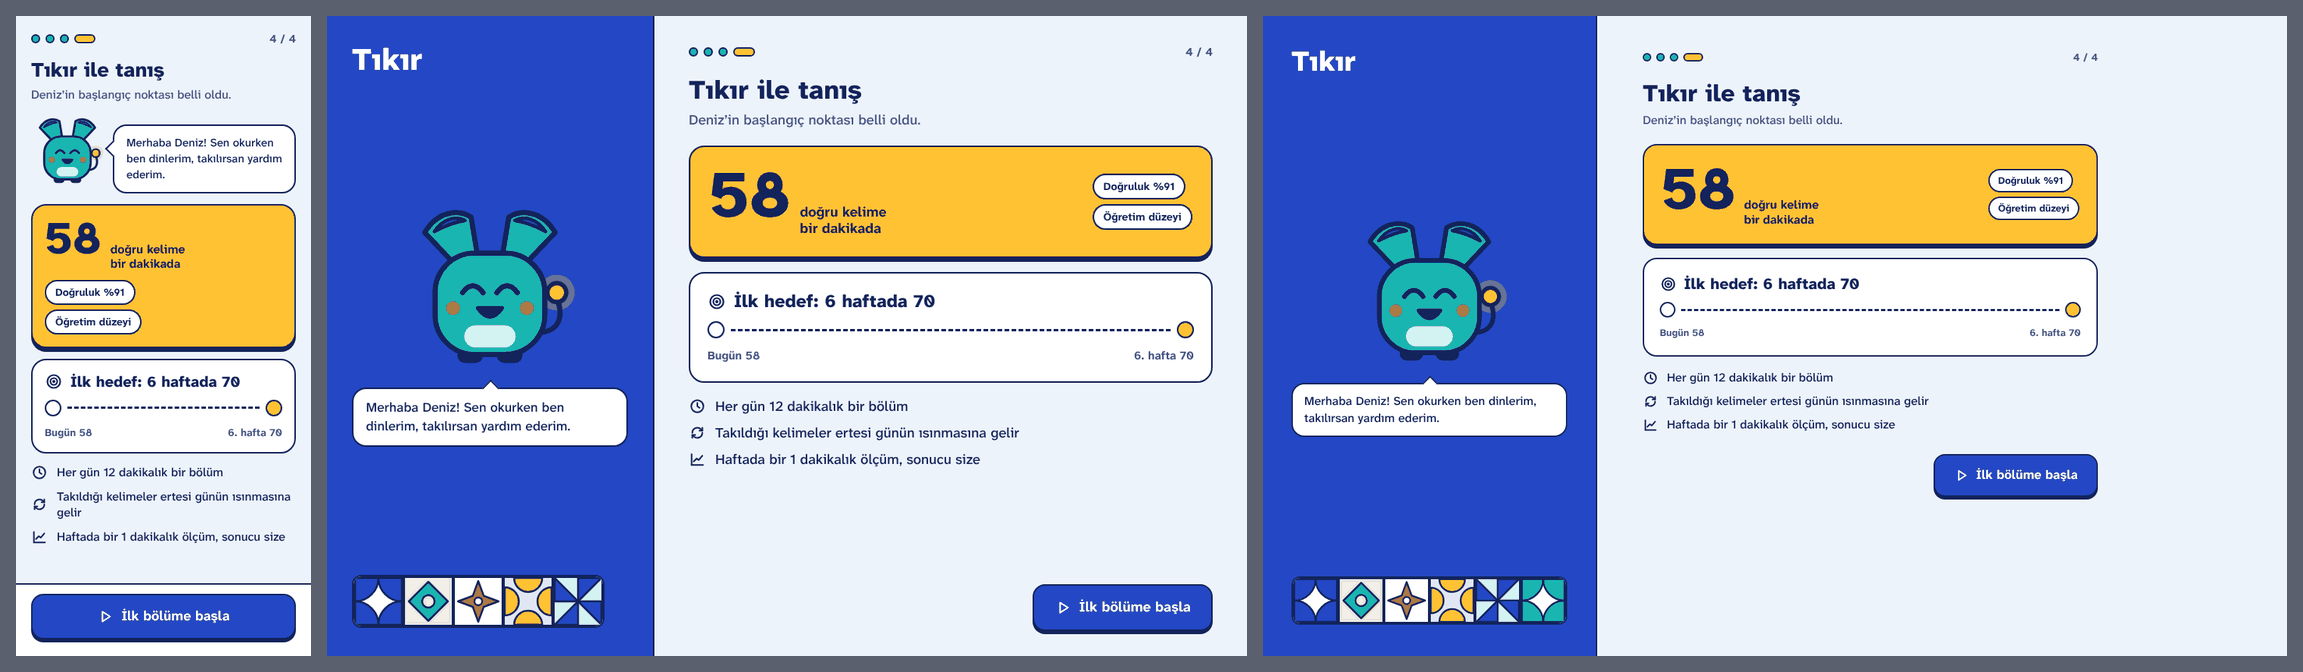 4 / 4
Tıkır ile tanış
Deniz'in başlangıç noktası belli oldu.
Merhaba Deniz! Sen okurken
ben dinlerim, takılırsan yardım
ederim.
58
doğru kelime
bir dakikada
Doğruluk %91
Öğretim düzeyi
İlk hedef: 6 haftada 70
Bugün 58
6. hafta 70
Her gün 12 dakikalık bir bölüm
Takıldığı kelimeler ertesi günün ısınmasına
gelir
Haftada bir 1 dakikalık ölçüm, sonucu size
İlk bölüme başla
Tıkır
Merhaba Deniz! Sen okurken ben
dinlerim, takılırsan yardım ederim.
4 / 4
Tıkır ile tanış
Deniz'in başlangıç noktası belli oldu.
58
doğru kelime
bir dakikada
Doğruluk %91
Öğretim düzeyi
İlk hedef: 6 haftada 70
Bugün 58
6. hafta 70
Her gün 12 dakikalık bir bölüm
Takıldığı kelimeler ertesi günün ısınmasına gelir
Haftada bir 1 dakikalık ölçüm, sonucu size
İlk bölüme başla
Tıkır
Merhaba Deniz! Sen okurken ben dinlerim,
takılırsan yardım ederim.
4 / 4
Tıkır ile tanış
Deniz'in başlangıç noktası belli oldu.
58
doğru kelime
bir dakikada
Doğruluk %91
Öğretim düzeyi
İlk hedef: 6 haftada 70
Bugün 58
6. hafta 70
Her gün 12 dakikalık bir bölüm
Takıldığı kelimeler ertesi günün ısınmasına gelir
Haftada bir 1 dakikalık ölçüm, sonucu size
İlk bölüme başla